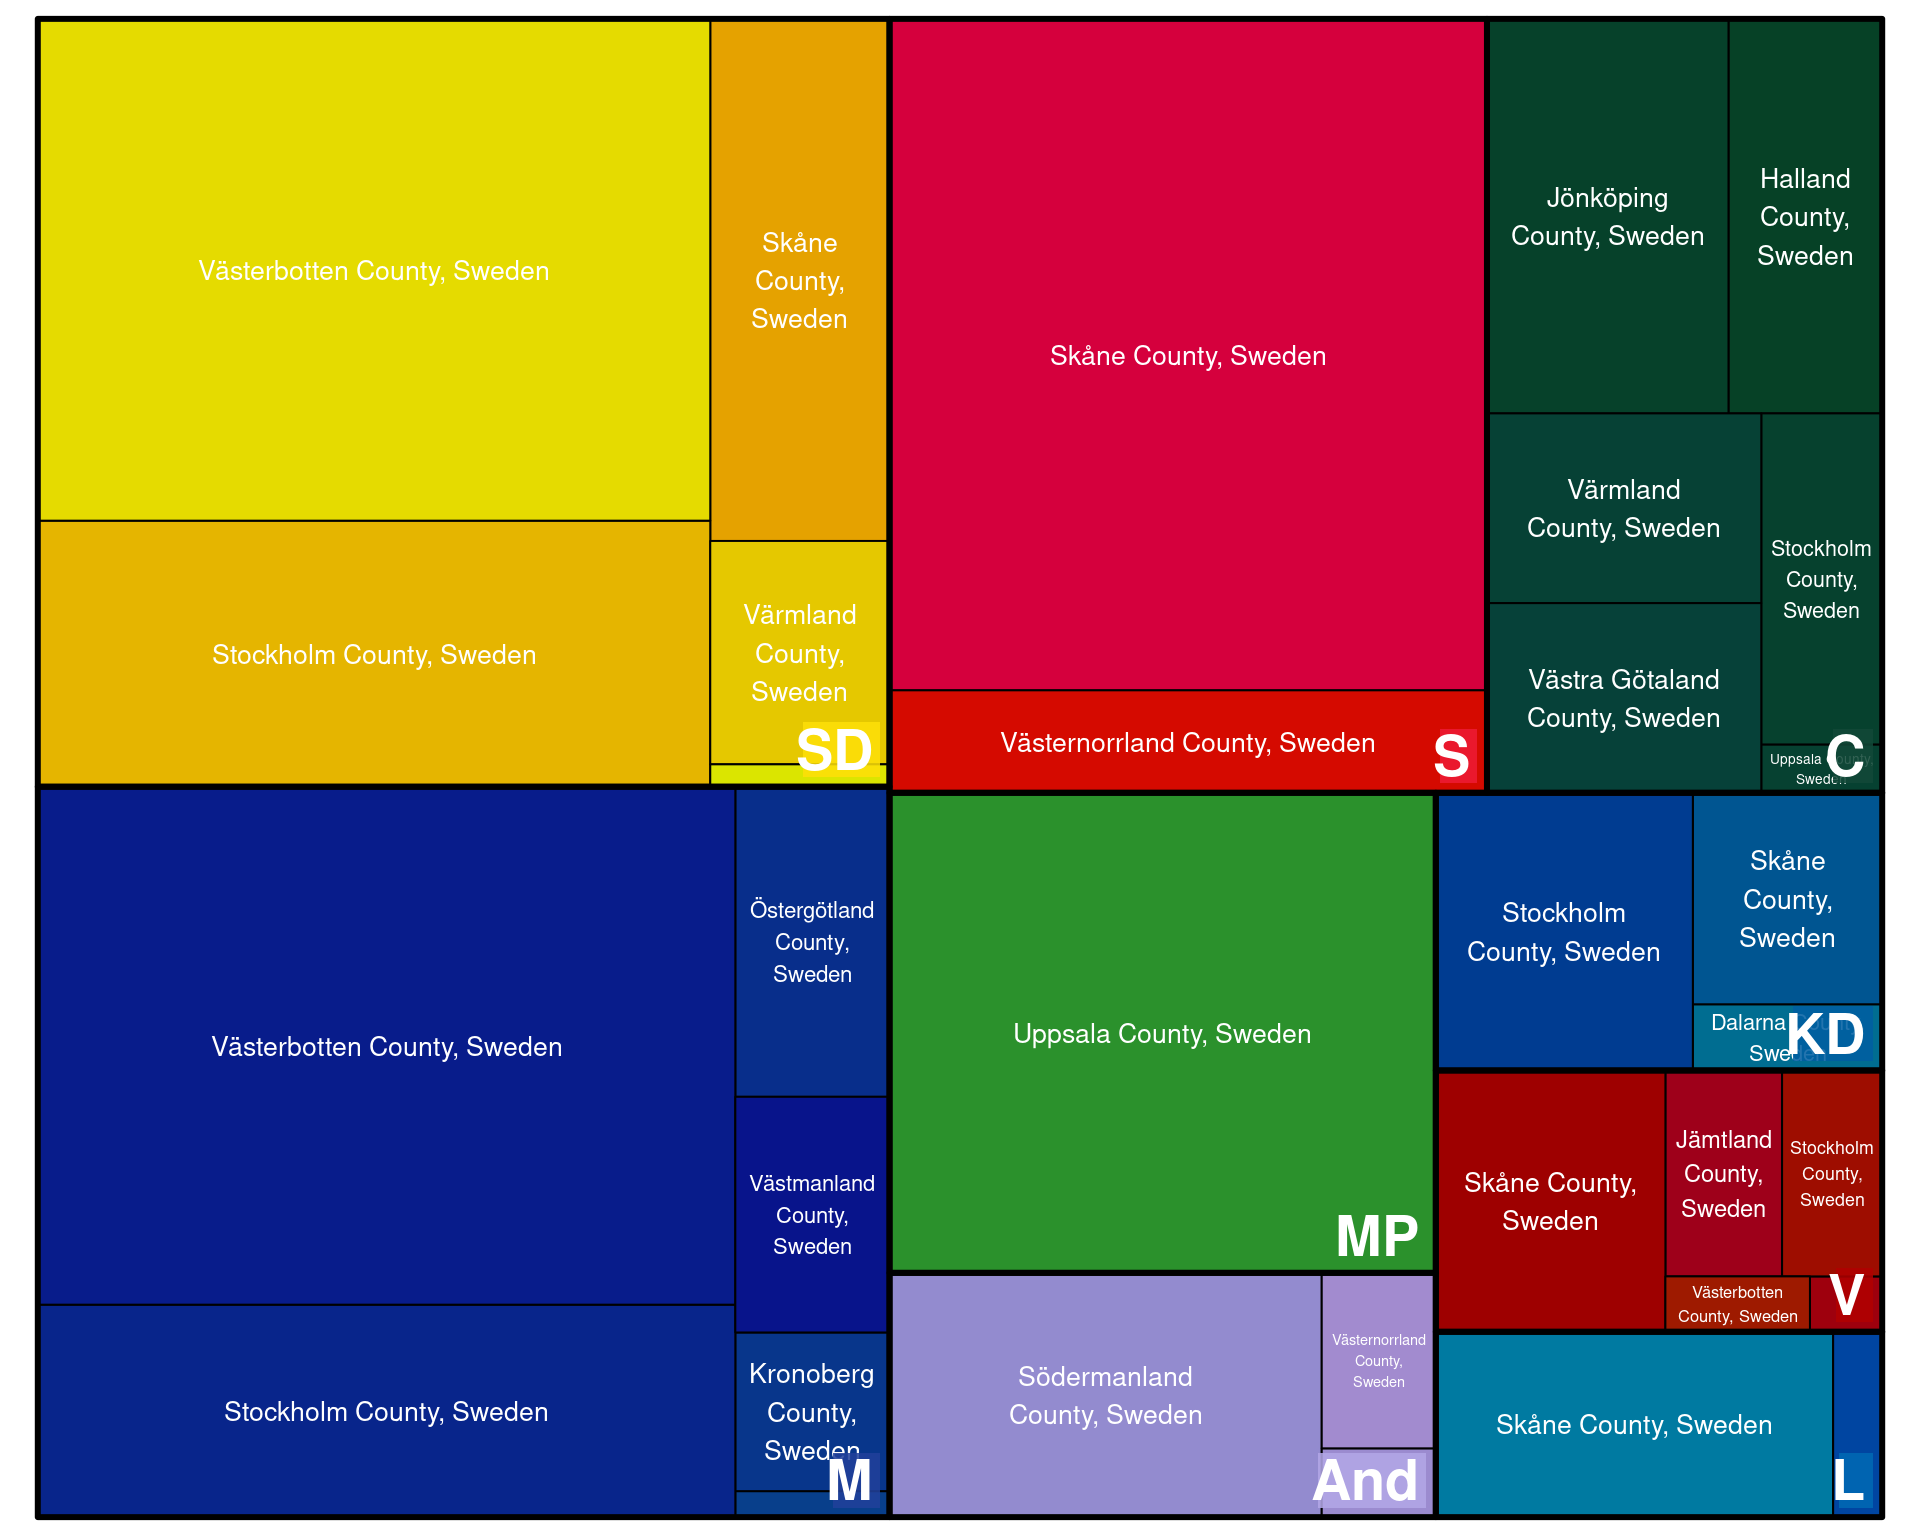 Västerbotten County, Sweden
Skåne
County,
Sweden
Stockholm County, Sweden
Värmland
County,
Sweden
SD
Skåne County, Sweden
Västernorrland County, Sweden
S
Jönköping
County, Sweden
Halland
County,
Sweden
Värmland
County, Sweden
Stockholm
County,
Sweden
Västra Götaland
County, Sweden
Uppsala County,
Sweden
C
Västerbotten County, Sweden
Östergötland
County,
Sweden
Västmanland
County,
Sweden
Stockholm County, Sweden
Kronoberg
County,
Sweden
M
Uppsala County, Sweden
MP
Södermanland
County, Sweden
Västernorrland
County,
Sweden
And
Stockholm
County, Sweden
Skåne
County,
Sweden
Dalarna County,
Sweden
KD
Skåne County,
Sweden
Jämtland
County,
Sweden
Stockholm
County,
Sweden
Västerbotten
County, Sweden
V
Skåne County, Sweden
L